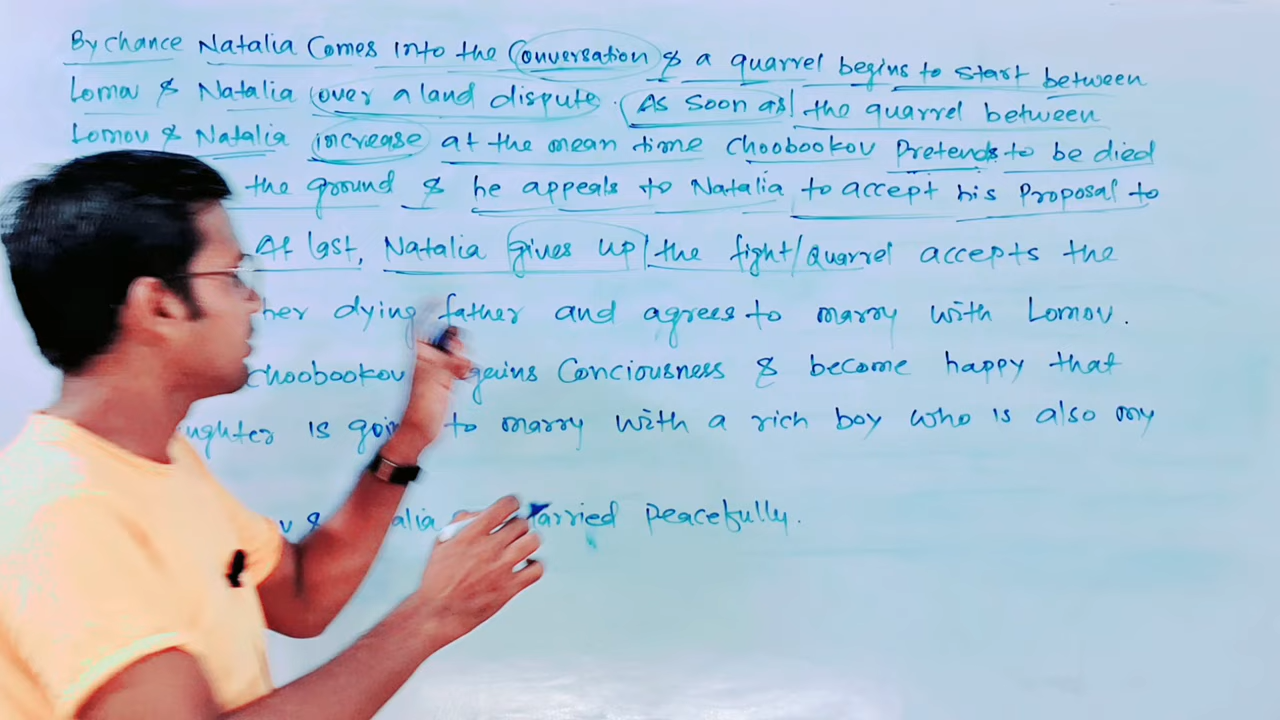 By chance Natalia Comes into the Conversation & a quarrel begins to start between
Lomov & Natalia over a land dispute. As soon as the quarrel between
Lomov & Natalia increase at the mean time Choobookov Pretends to be died
the ground & he appeals to Natalia to accept his Proposal to
At last, Natalia gives up the fight/Quarrel accepts the
her dying father and agrees to marry with Lomov.
Choobookov Conciousness & become happy that
is to marry with a rich boy who is also my
& peacefully.